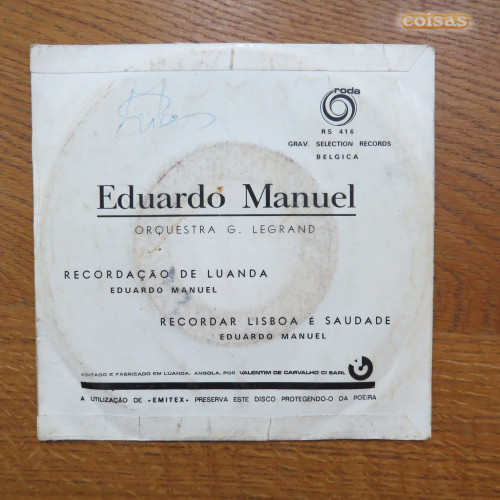 coisas
roda
RS 416
GRAV. SELECTION RECORDS
BELGICA
Eduardo Manuel
ORQUESTRA G. LEGRAND
RECORDAÇÃO DE LUANDA
EDUARDO MANUEL
RECORDAR LISBOA É SAUDADE
EDUARDO MANUEL
EDITADO E FABRICADO EM LUANDA, ANGOLA, POR VALENTIM DE CARVALHO CI SARL
A UTILIZAÇÃO DE «EMITEX» PRESERVA ESTE DISCO PROTEGENDO-O DA POEIRA